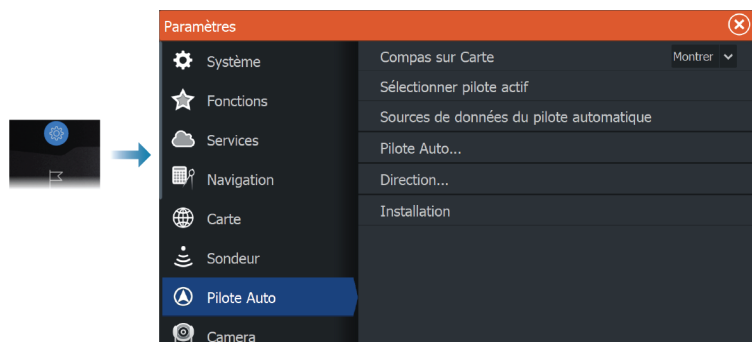 Paramètres
Système
Fonctions
Services
Navigation
Carte
Sondeur
Pilote Auto
Camera
Compas sur Carte Montrer
Sélectionner pilote actif
Sources de données du pilote automatique
Pilote Auto...
Direction...
Installation